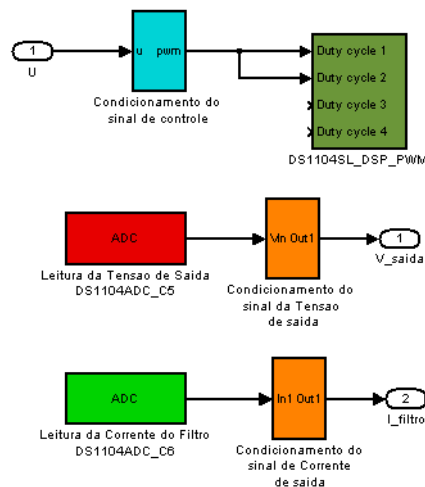 1
U
u pwm
Condicionamento do
sinal de controle
Duty cycle 1
Duty cycle 2
Duty cycle 3
Duty cycle 4
DS1104SL_DSP_PWM
ADC
Leitura da Tensao de Saida
DS1104ADC_C5
Vin Out1
Condicionamento do
sinal da Tensao
de saida
1
V_saida
ADC
Leitura da Corrente do Filtro
DS1104ADC_C6
In1 Out1
Condicionamento do
sinal de Corrente
de saida
2
I_filtro